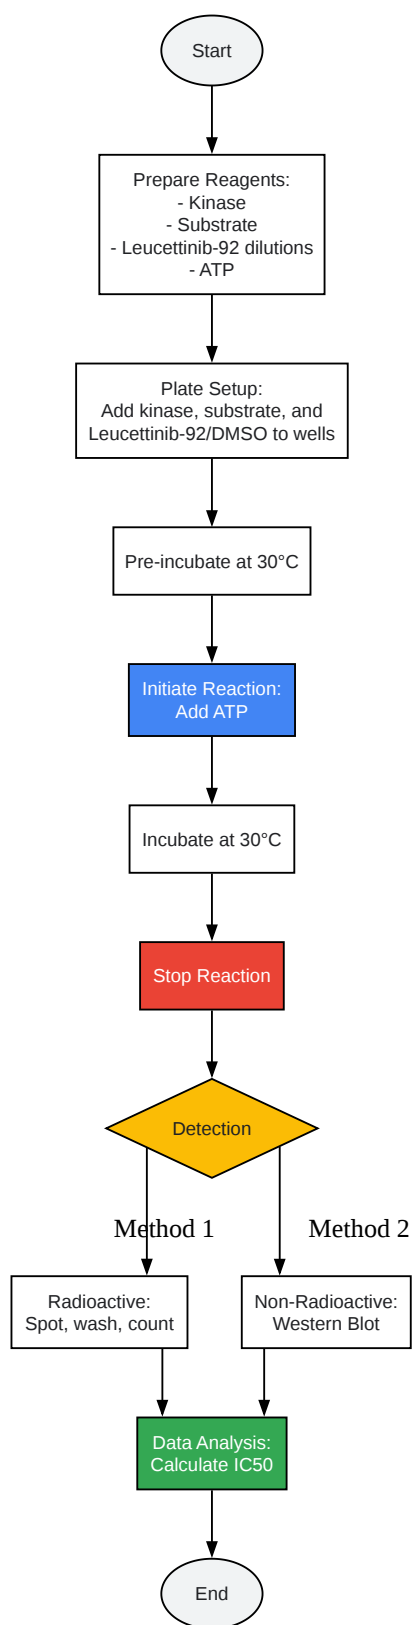 Start
Prepare Reagents:
- Kinase
- Substrate
- Leucettinib-92 dilutions
- ATP
Plate Setup:
Add kinase, substrate, and
Leucettinib-92/DMSO to wells
Pre-incubate at 30°C
Initiate Reaction:
Add ATP
Incubate at 30°C
Stop Reaction
Detection
Method 1
Method 2
Radioactive:
Spot, wash, count
Non-Radioactive:
Western Blot
Data Analysis:
Calculate IC50
End